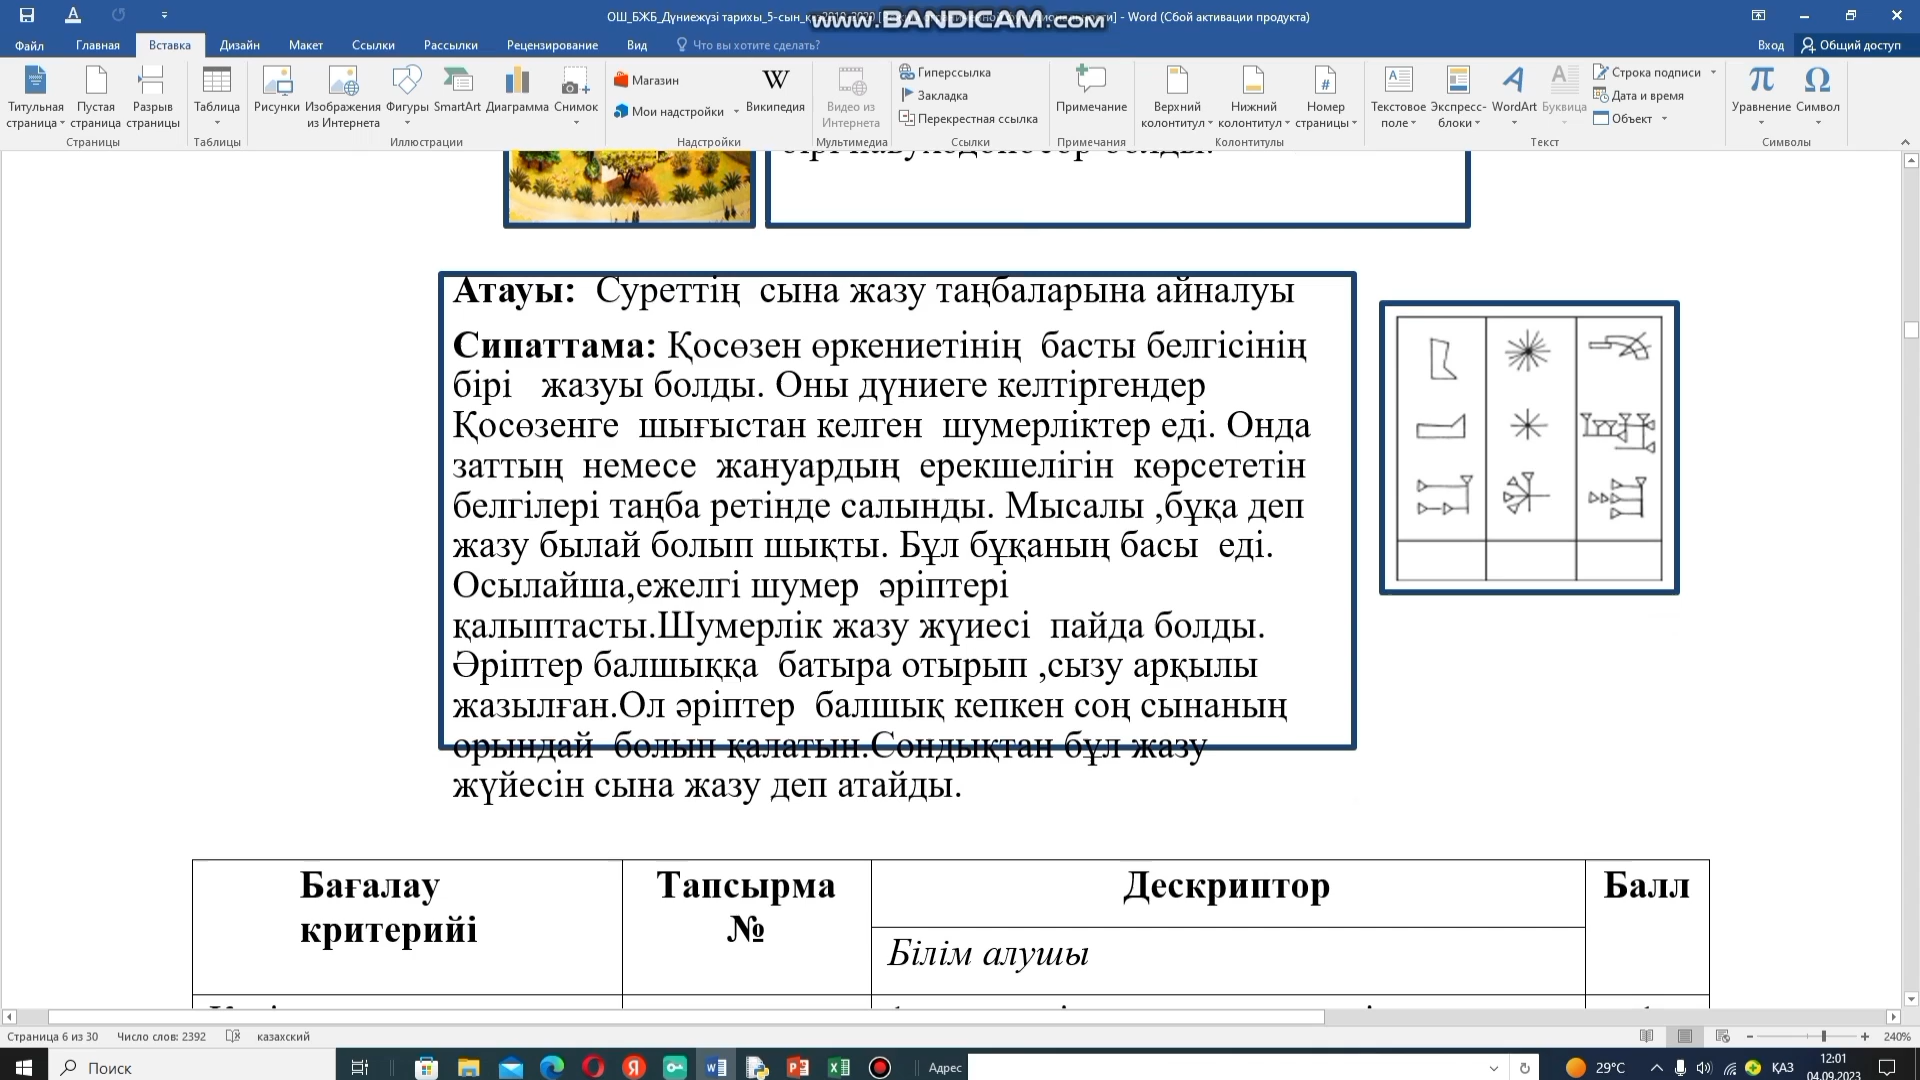 ОШ_БЖБ_Дүниежүзі тарихы_5-сын_
www.BANDICAM.com
- Word (Сбой активации продукта)
Файл Главная Вставка Дизайн Макет Ссылки Рассылки Рецензирование Вид Что вы хотите сделать? Вход Общий доступ
Титульная страница
Пустая страница
Разрыв страницы
Страницы
Таблица
Таблицы
Рисунки
Изображения из Интернета
Фигуры
SmartArt
Диаграмма
Снимок
Иллюстрации
Магазин
Мои надстройки
W
Википедия
Надстройки
Видео из Интернета
Мультимедиа
Гиперссылка
Закладка
Перекрестная ссылка
Ссылки
Примечание
Примечания
Верхний колонтитул
Нижний колонтитул
# Номер страницы
Колонтитулы
Текстовое поле
Экспресс-блоки
WordArt
Буквица
Строка подписи
Дата и время
Объект
Текст
π Уравнение
Ω Символ
Символы
Атауы: Суреттің сына жазу таңбаларына айналуы
Сипаттама: Қосөзен өркениетінің басты белгісінің
бірі жазуы болды. Оны дүниеге келтіргендер
Қосөзенге шығыстан келген шумерліктер еді. Онда
заттың немесе жануардың ерекшелігін көрсететін
белгілері таңба ретінде салынды. Мысалы ,бұқа деп
жазу былай болып шықты. Бұл бұқаның басы еді.
Осылайша,ежелгі шумер әріптері
қалыптасты.Шумерлік жазу жүиесі пайда болды.
Әріптер балшыққа батыра отырып ,сызу арқылы
жазылған.Ол әріптер балшық кепкен соң сынаның
орындай болып қалатын.Сондықтан бұл жазу
жүйесін сына жазу деп атайды.
Бағалау критерийі
Тапсырма №
Дескриптор
Балл
Білім алушы
Страница 6 из 30 Число слов: 2392 казахский 240%
Поиск
Адрес
29°C ҚАЗ 12:01
04.09.2023